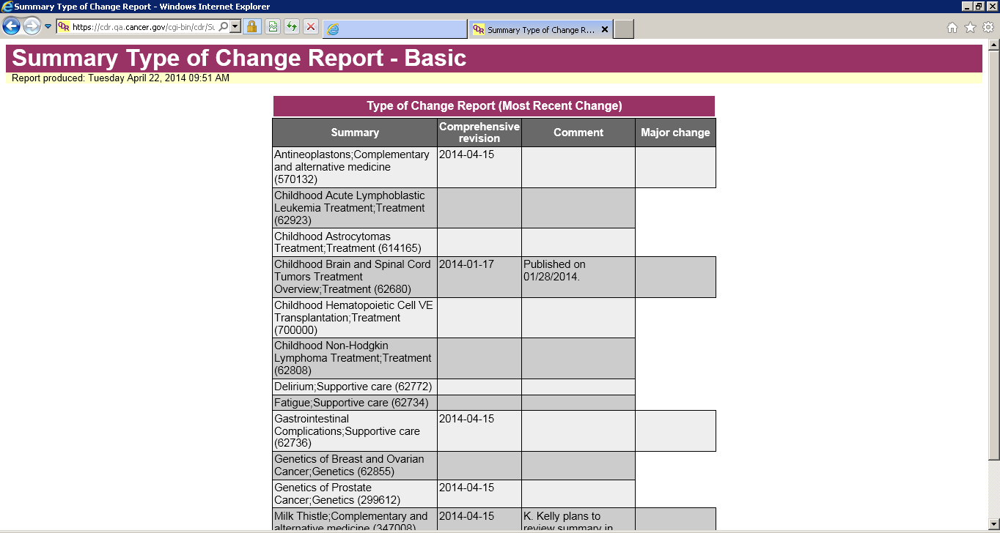 Summary Type of Change Report - Windows Internet Explorer
https://cdr.qa.cancer.gov/cgi-bin/cdr/Su
Summary Type of Change R...
Summary Type of Change Report - Basic
Report produced: Tuesday April 22, 2014 09:51 AM
Type of Change Report (Most Recent Change)
Summary Comprehensive revision Comment Major change
Antineoplastons;Complementary 2014-04-15
and alternative medicine
(570132)
Childhood Acute Lymphoblastic
Leukemia Treatment;Treatment
(62923)
Childhood Astrocytomas
Treatment;Treatment (614165)
Childhood Brain and Spinal Cord 2014-01-17 Published on
Tumors Treatment 01/28/2014.
Overview;Treatment (62680)
Childhood Hematopoietic Cell VE
Transplantation;Treatment
(700000)
Childhood Non-Hodgkin
Lymphoma Treatment;Treatment
(62808)
Delirium;Supportive care (62772)
Fatigue;Supportive care (62734)
Gastrointestinal 2014-04-15
Complications;Supportive care
(62736)
Genetics of Breast and Ovarian
Cancer;Genetics (62855)
Genetics of Prostate 2014-04-15
Cancer;Genetics (299612)
Milk Thistle;Complementary and 2014-04-15 K. Kelly plans to
alternative medicine (347008) review summary in